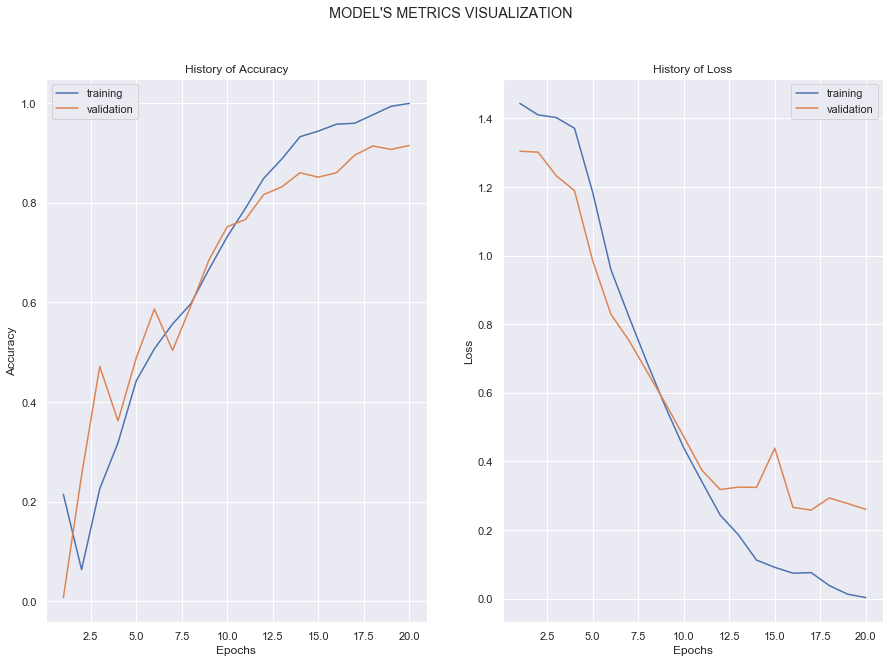 MODEL'S METRICS VISUALIZATION
History of Accuracy
training
validation
1.0
0.8
0.6
0.4
0.2
0.0
Accuracy
2.5 5.0 7.5 10.0 12.5 15.0 17.5 20.0
Epochs
History of Loss
training
validation
1.4
1.2
1.0
0.8
0.6
0.4
0.2
0.0
Loss
2.5 5.0 7.5 10.0 12.5 15.0 17.5 20.0
Epochs